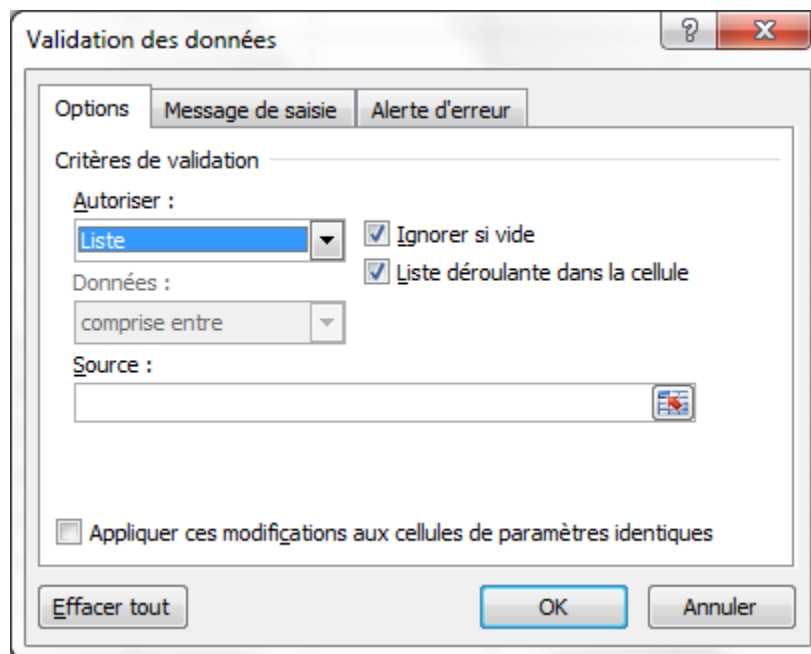 Validation des données
Options
Message de saisie
Alerte d'erreur
Critères de validation
Autoriser :
Liste
Ignorer si vide
Données :
Liste déroulante dans la cellule
comprise entre
Source :
Appliquer ces modifications aux cellules de paramètres identiques
Effacer tout
OK
Annuler